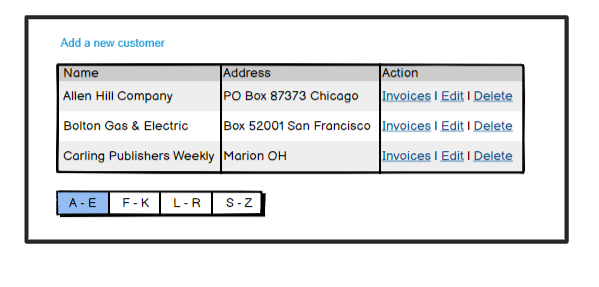 Add a new customer
Name Address Action
Allen Hill Company PO Box 87373 Chicago Invoices | Edit | Delete
Bolton Gas & Electric Box 52001 San Francisco Invoices | Edit | Delete
Carling Publishers Weekly Marion OH Invoices | Edit | Delete
A - E F - K L - R S - Z